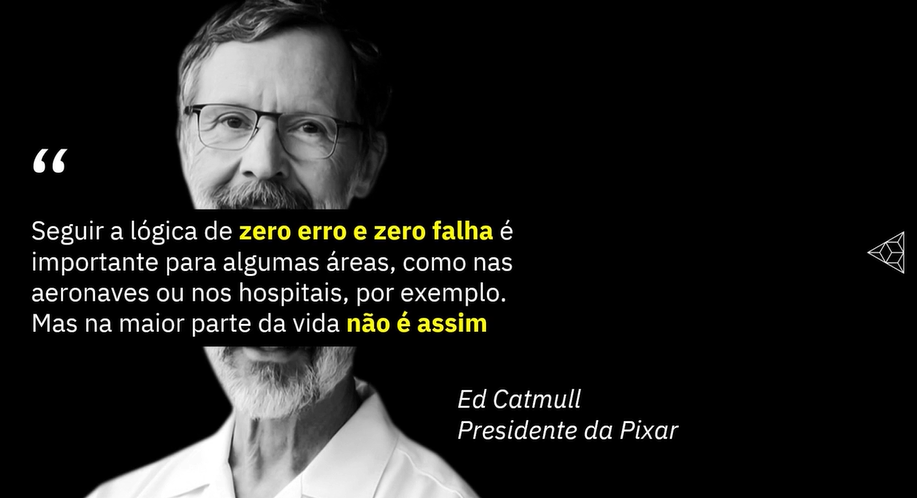 “
Seguir a lógica de zero erro e zero falha é
importante para algumas áreas, como nas
aeronaves ou nos hospitais, por exemplo.
Mas na maior parte da vida não é assim
Ed Catmull
Presidente da Pixar